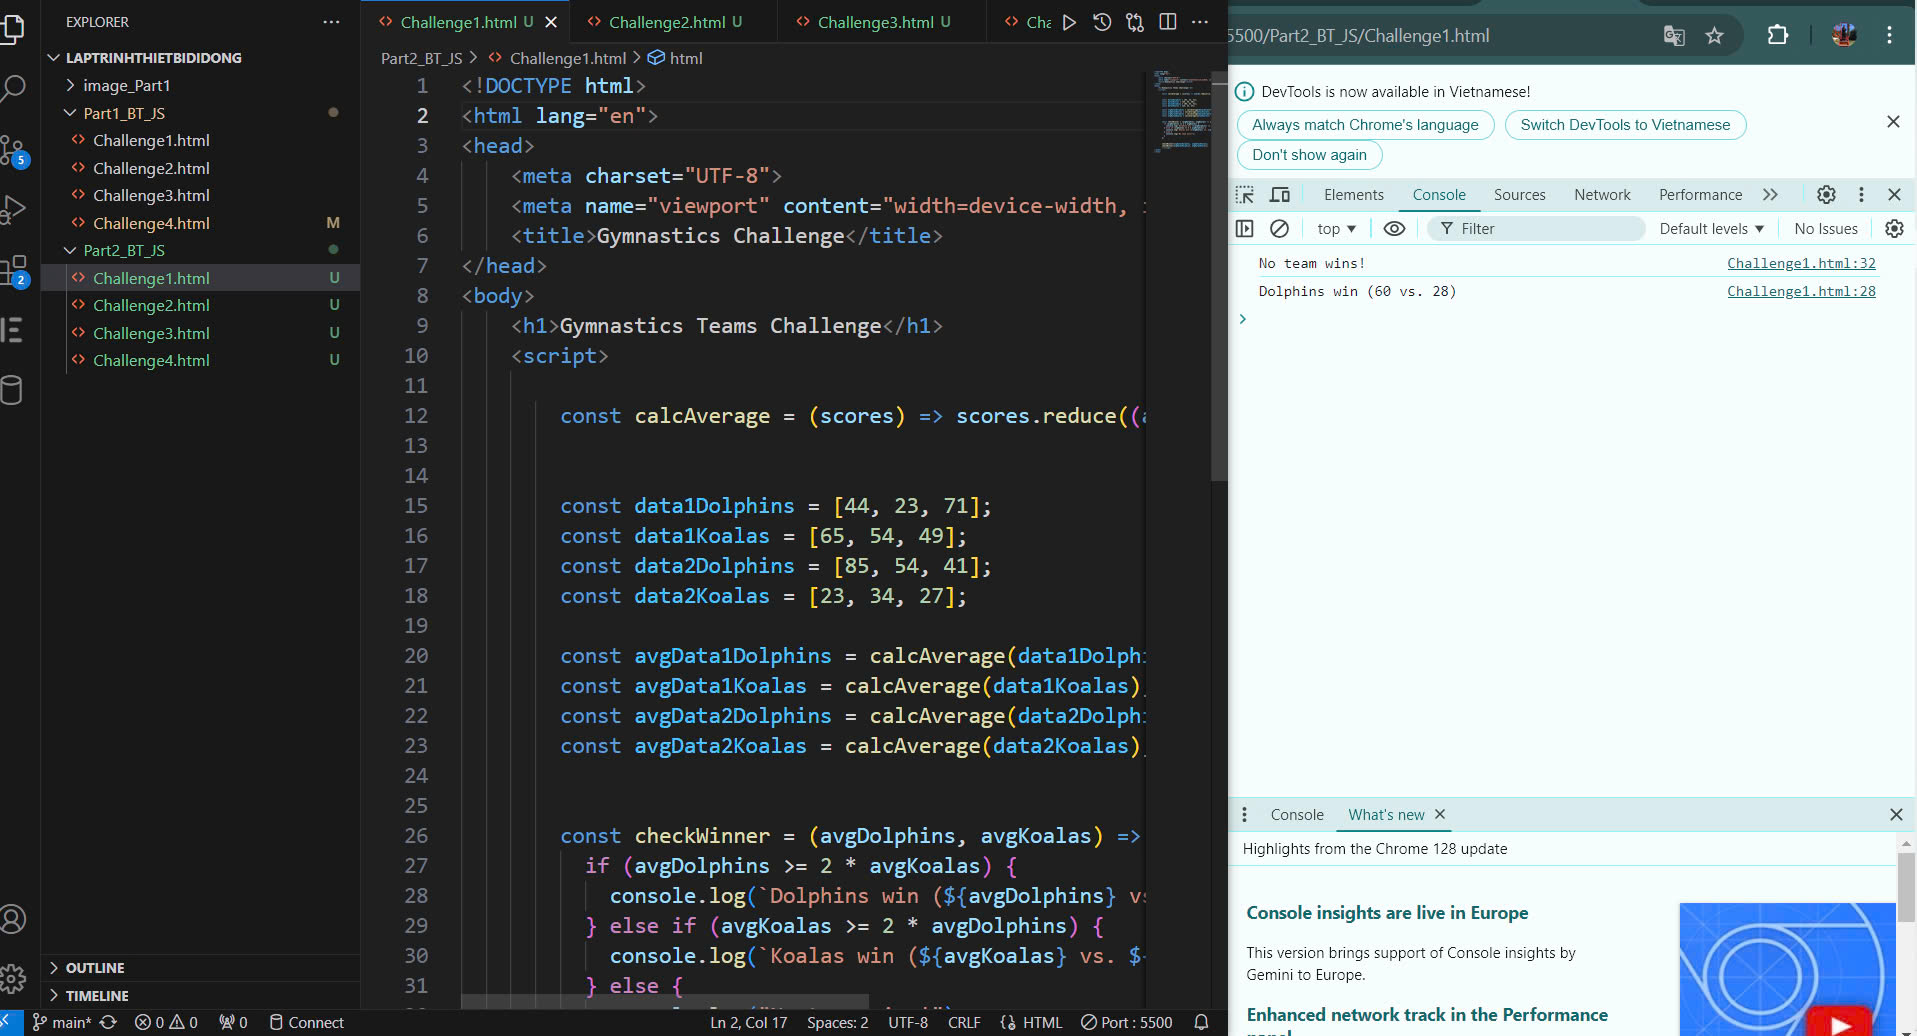 EXPLORER
LAPTRINHTHIETBIDIDONG
image_Part1
Part1_BT_JS
Challenge1.html
Challenge2.html
Challenge3.html
Challenge4.html M
Part2_BT_JS
Challenge1.html U
Challenge2.html U
Challenge3.html U
Challenge4.html U
5
2
OUTLINE
TIMELINE
Challenge1.html U
Challenge2.html U
Challenge3.html U
Part2_BT_JS > Challenge1.html > html
1 <!DOCTYPE html>
2 <html lang="en">
3 <head>
4 <meta charset="UTF-8">
5 <meta name="viewport" content="width=device-width,
6 <title>Gymnastics Challenge</title>
7 </head>
8 <body>
9 <h1>Gymnastics Teams Challenge</h1>
10 <script>
11
12 const calcAverage = (scores) => scores.reduce((
13
14
15 const data1Dolphins = [44, 23, 71];
16 const data1Koalas = [65, 54, 49];
17 const data2Dolphins = [85, 54, 41];
18 const data2Koalas = [23, 34, 27];
19
20 const avgData1Dolphins = calcAverage(data1Dolph
21 const avgData1Koalas = calcAverage(data1Koalas)
22 const avgData2Dolphins = calcAverage(data2Dolph
23 const avgData2Koalas = calcAverage(data2Koalas)
24
25
26 const checkWinner = (avgDolphins, avgKoalas) =>
27 if (avgDolphins >= 2 * avgKoalas) {
28 console.log(`Dolphins win (${avgDolphins} vs
29 } else if (avgKoalas >= 2 * avgDolphins) {
30 console.log(`Koalas win (${avgKoalas} vs. $
31 } else {
main* 0 0 0 Connect
Ln 2, Col 17 Spaces: 2 UTF-8 CRLF HTML Port : 5500
5500/Part2_BT_JS/Challenge1.html
DevTools is now available in Vietnamese!
Always match Chrome's language
Switch DevTools to Vietnamese
Don't show again
Elements Console Sources Network Performance
top Filter Default levels No Issues
No team wins! Challenge1.html:32
Dolphins win (60 vs. 28) Challenge1.html:28
Console What's new
Highlights from the Chrome 128 update
Console insights are live in Europe
This version brings support of Console insights by
Gemini to Europe.
Enhanced network track in the Performance